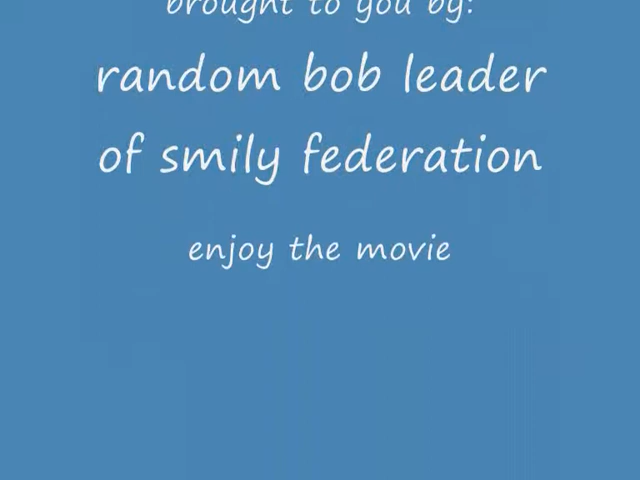 brought to you by:
random bob leader
of smily federation
enjoy the movie